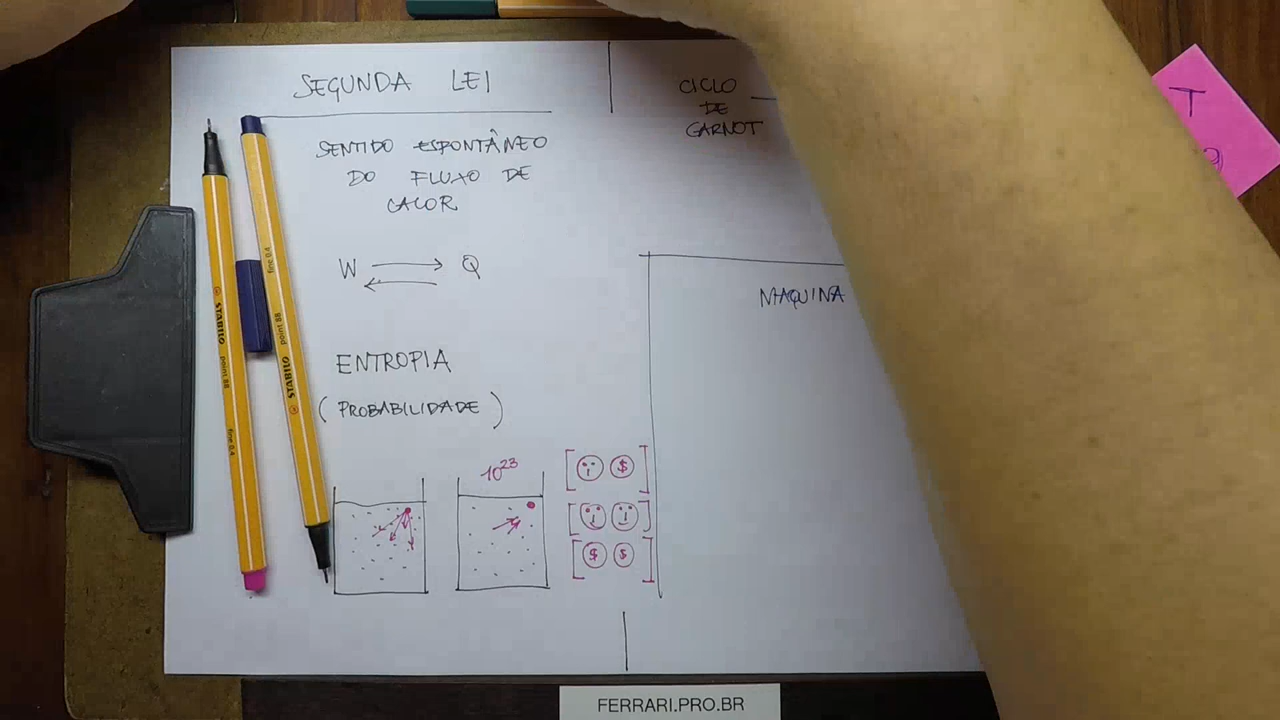 SEGUNDA LEI
SENTIDO ESPONTÂNEO
DO FLUXO DE
CALOR
W Q
ENTROPIA
(PROBABILIDADE)
10²³
$
$ $
CICLO
DE
CARNOT
MAQUINA
T
STABILO point 88 fine 0.4
STABILO point 88 fine 0.4
FERRARI.PRO.BR